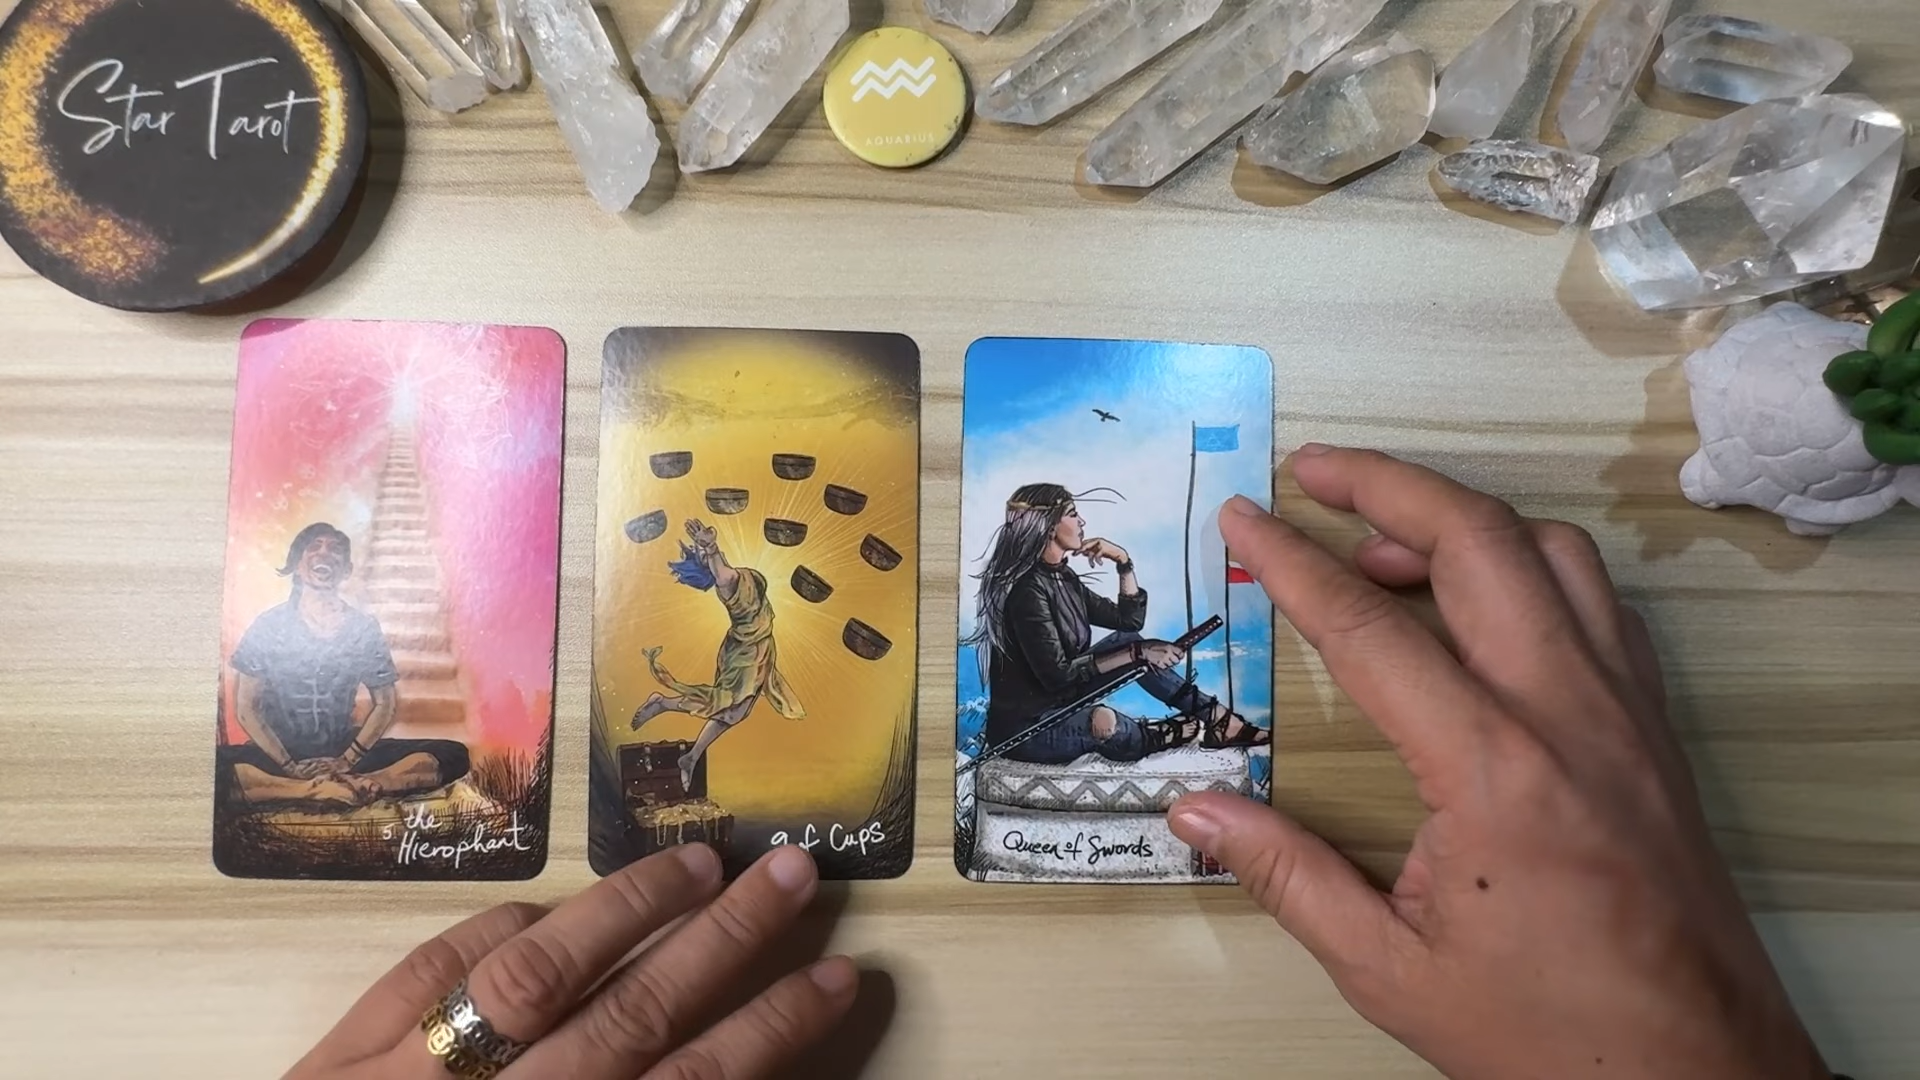 Star Tarot
AQUARIUS
5 the
Hierophant
9 of Cups
Queen of Swords